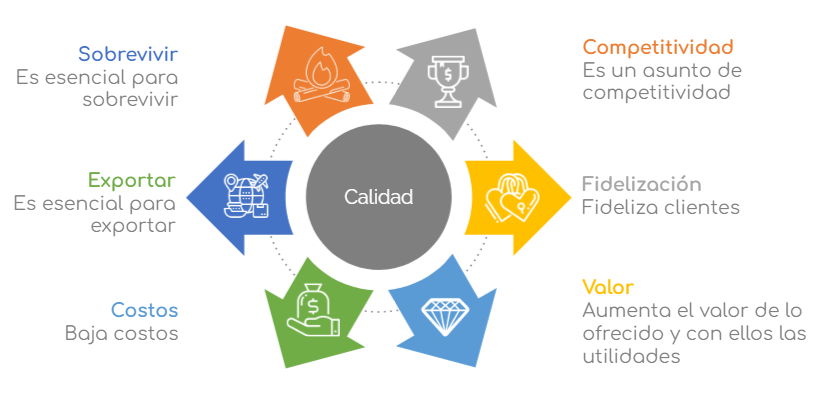 Sobrevivir
Es esencial para
sobrevivir
Exportar
Es esencial para
exportar
Costos
Baja costos
$
$
Calidad
Competitividad
Es un asunto de
competitividad
Fidelización
Fideliza clientes
Valor
Aumenta el valor de lo
ofrecido y con ellos las
utilidades